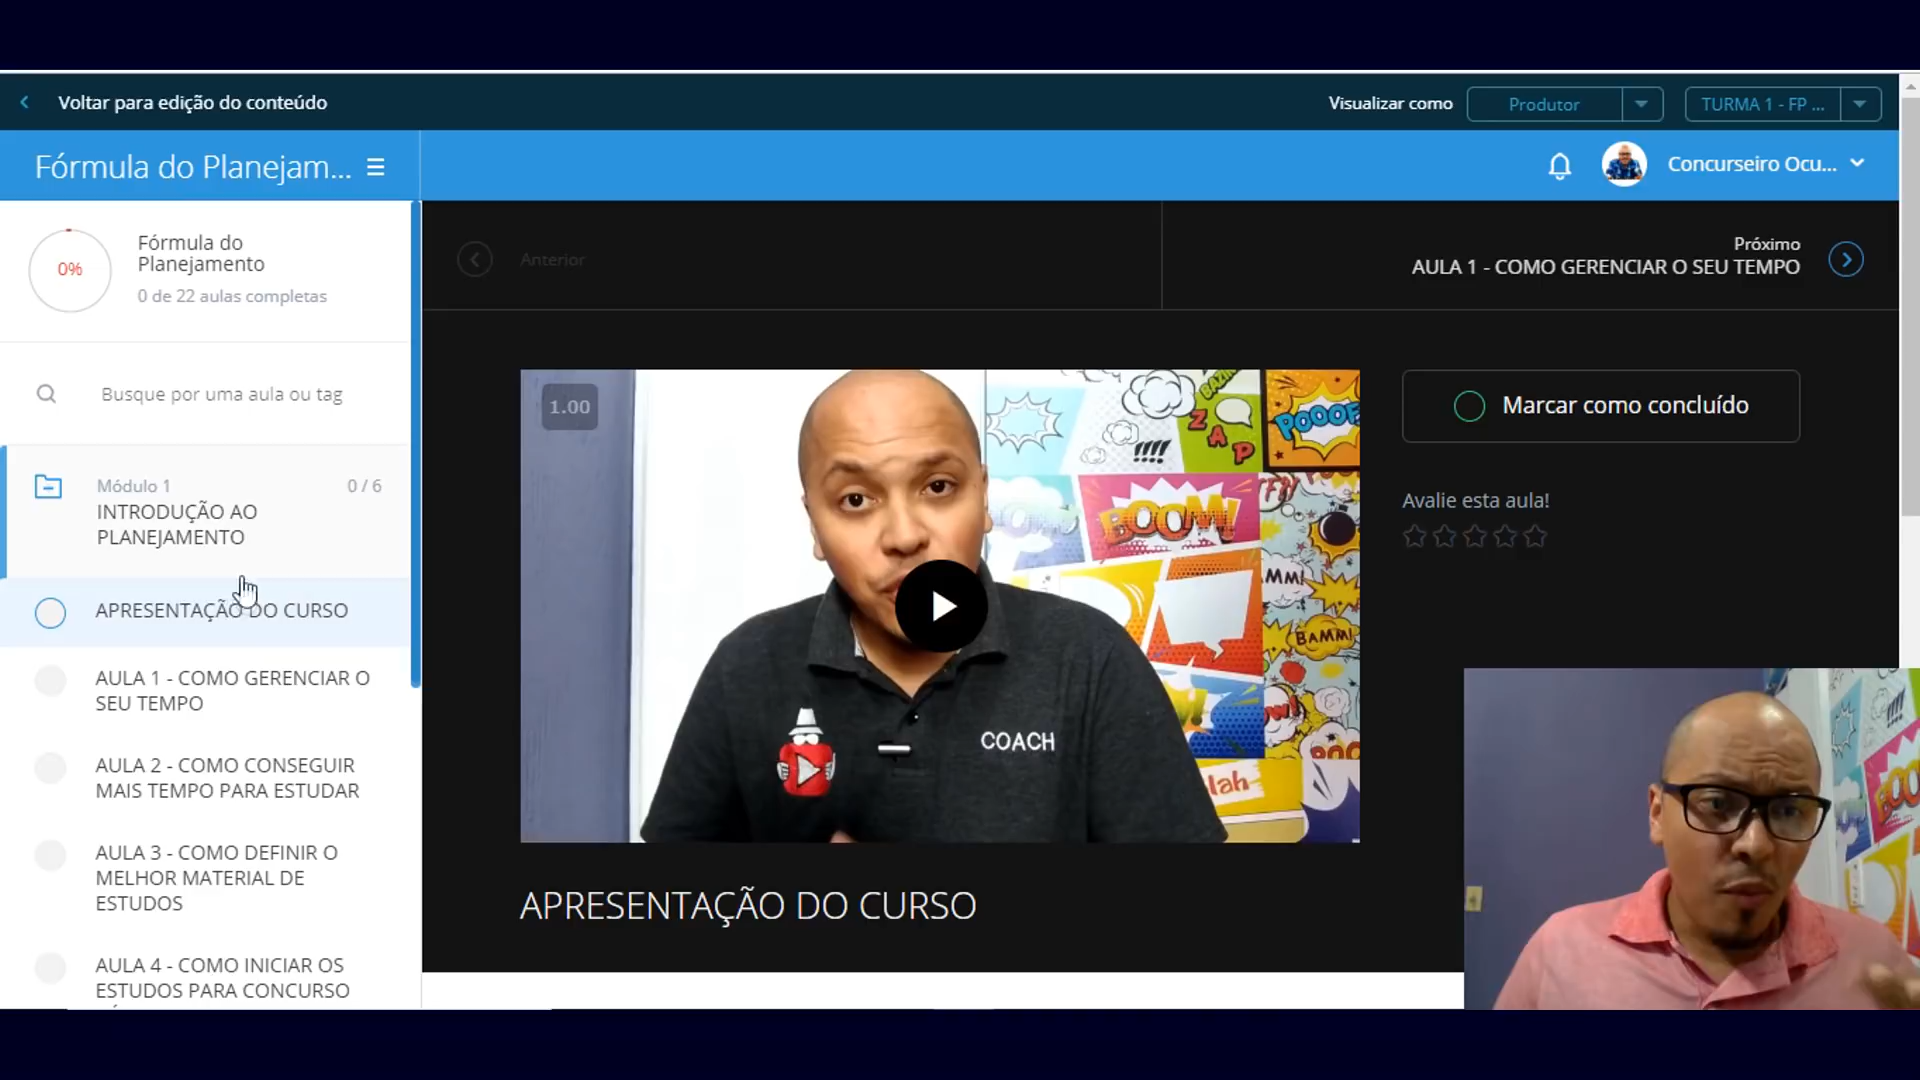 Voltar para edição do conteúdo
Visualizar como
Produtor
TURMA 1 - FP ...
Fórmula do Planejam...
Concurseiro Ocu...
0%
Fórmula do
Planejamento
0 de 22 aulas completas
Busque por uma aula ou tag
Módulo 1
0 / 6
INTRODUÇÃO AO
PLANEJAMENTO
APRESENTAÇÃO DO CURSO
AULA 1 - COMO GERENCIAR O
SEU TEMPO
AULA 2 - COMO CONSEGUIR
MAIS TEMPO PARA ESTUDAR
AULA 3 - COMO DEFINIR O
MELHOR MATERIAL DE
ESTUDOS
AULA 4 - COMO INICIAR OS
ESTUDOS PARA CONCURSO
Anterior
Próximo
AULA 1 - COMO GERENCIAR O SEU TEMPO
1.00
ZAP
POOF
BOOM!
BAMM!
COACH
Marcar como concluído
Avalie esta aula!
APRESENTAÇÃO DO CURSO